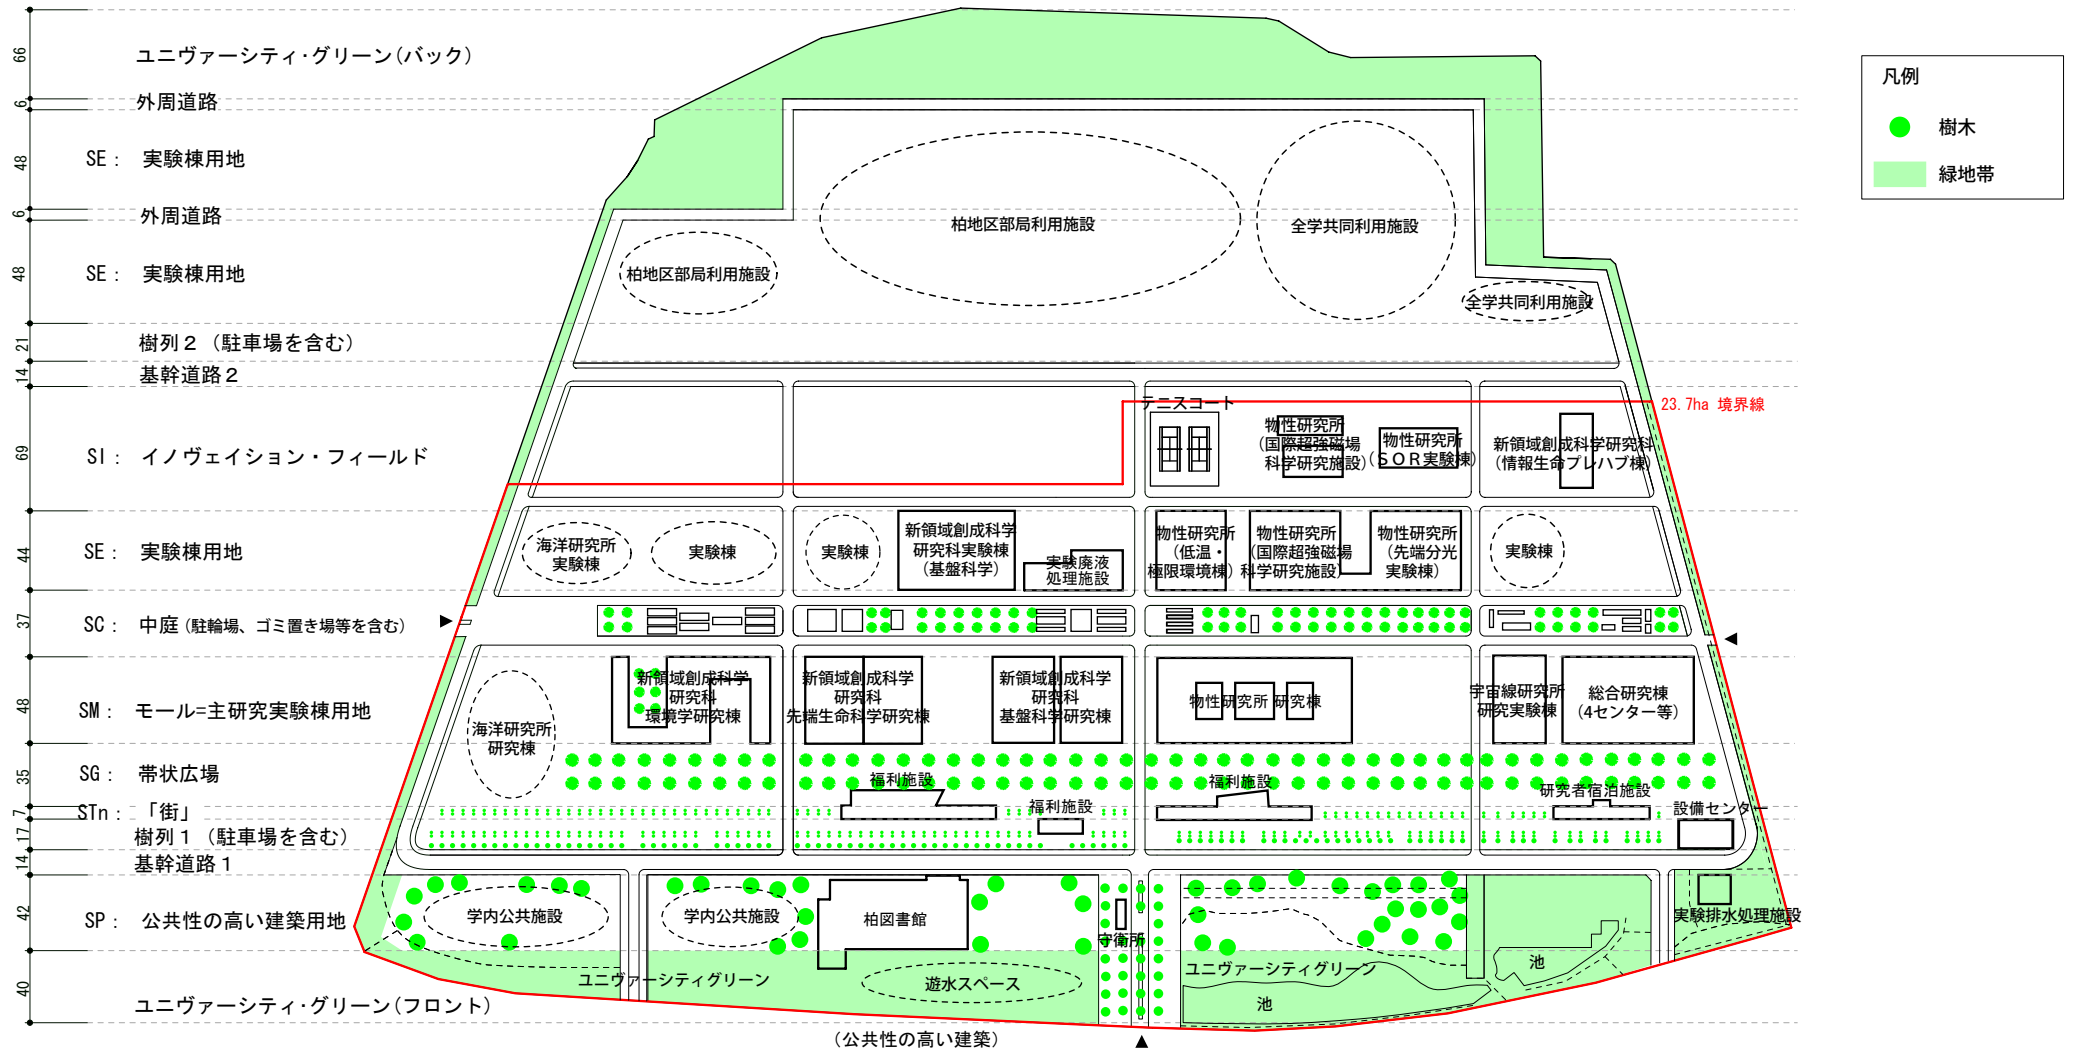 66
ユニヴァーシティ・グリーン(バック)
6
外周道路
48
SE： 実験棟用地
6
外周道路
48
SE： 実験棟用地
21
樹列２（駐車場を含む）
14
基幹道路２
69
SI： イノヴェイション・フィールド
44
SE： 実験棟用地
37
SC： 中庭(駐輪場、ゴミ置き場等を含む)
48
SM： モール=主研究実験棟用地
35
SG： 帯状広場
7
STn： 「街」
17
樹列１（駐車場を含む）
14
基幹道路１
42
SP： 公共性の高い建築用地
40
ユニヴァーシティ・グリーン(フロント)
凡例
樹木
緑地帯
柏地区部局利用施設
全学共同利用施設
柏地区部局利用施設
全学共同利用施設
23.7ha 境界線
テニスコート
物性研究所
（国際超強磁場
科学研究施設）
物性研究所
（ＳＯＲ実験棟）
新領域創成科学研究科
（情報生命プレハブ棟）
海洋研究所
実験棟
実験棟
実験棟
新領域創成科学
研究科実験棟
（基盤科学）
実験廃液
処理施設
物性研究所
（低温・
極限環境棟）
物性研究所
（国際超強磁場
科学研究施設）
物性研究所
（先端分光
実験棟）
実験棟
海洋研究所
研究棟
新領域創成科学
研究科
環境学研究棟
新領域創成科学
研究科
先端生命科学研究棟
新領域創成科学
研究科
基盤科学研究棟
物性研究所 研究棟
宇宙線研究所
研究実験棟
総合研究棟
（4センター等）
福利施設
福利施設
福利施設
研究者宿泊施設
設備センター
学内公共施設
学内公共施設
柏図書館
守衛所
実験排水処理施設
ユニヴァーシティグリーン
遊水スペース
ユニヴァーシティグリーン
池
池
（公共性の高い建築）